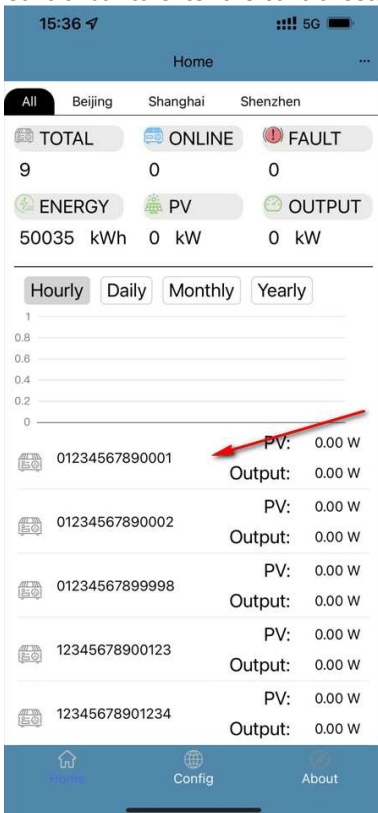 15:36 5G
Home ...
All Beijing Shanghai Shenzhen
TOTAL ONLINE FAULT
9 0 0
ENERGY PV OUTPUT
50035 kWh 0 kW 0 kW
Hourly Daily Monthly Yearly
1
0.8
0.6
0.4
0.2
0
PV: 0.00 W
01234567890001
Output: 0.00 W
PV: 0.00 W
01234567890002
Output: 0.00 W
PV: 0.00 W
01234567899998
Output: 0.00 W
PV: 0.00 W
12345678900123
Output: 0.00 W
PV: 0.00 W
12345678901234
Output: 0.00 W
Home Config About